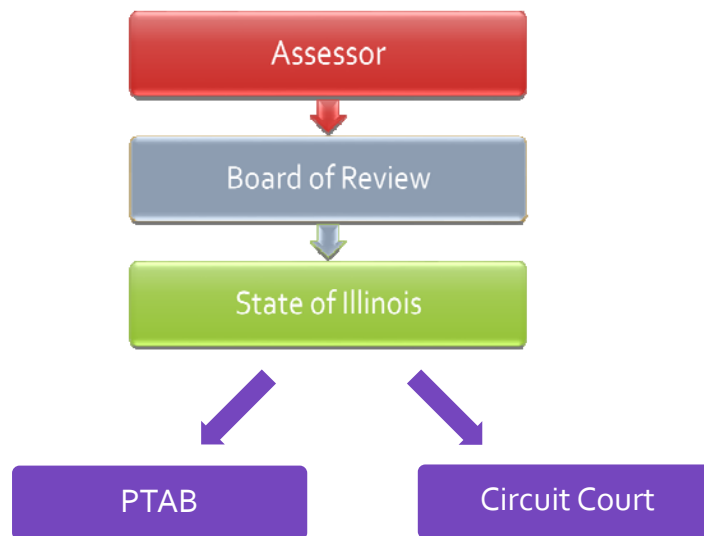 Assessor
Board of Review
State of Illinois
PTAB
Circuit Court